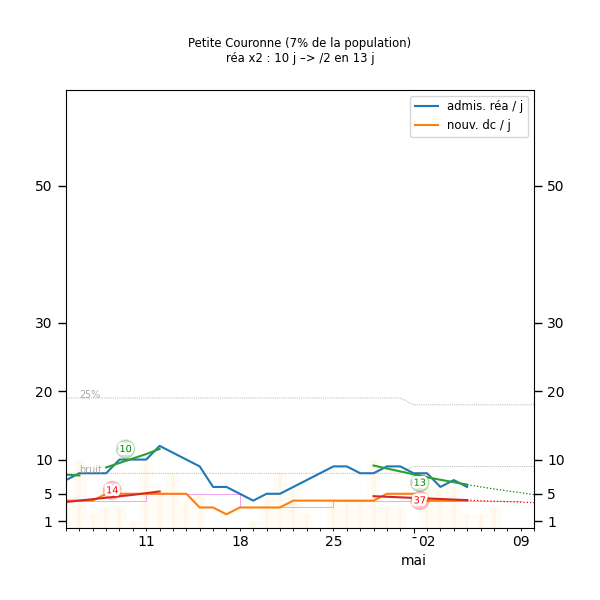 Petite Couronne (7% de la population)
réa x2 : 10 j –> /2 en 13 j
admis. réa / j
nouv. dc / j
50 50
30 30
25%
20 20
10
bruit
10 10
14
13
37
5 5
1 1
11 18 25 02 09
mai